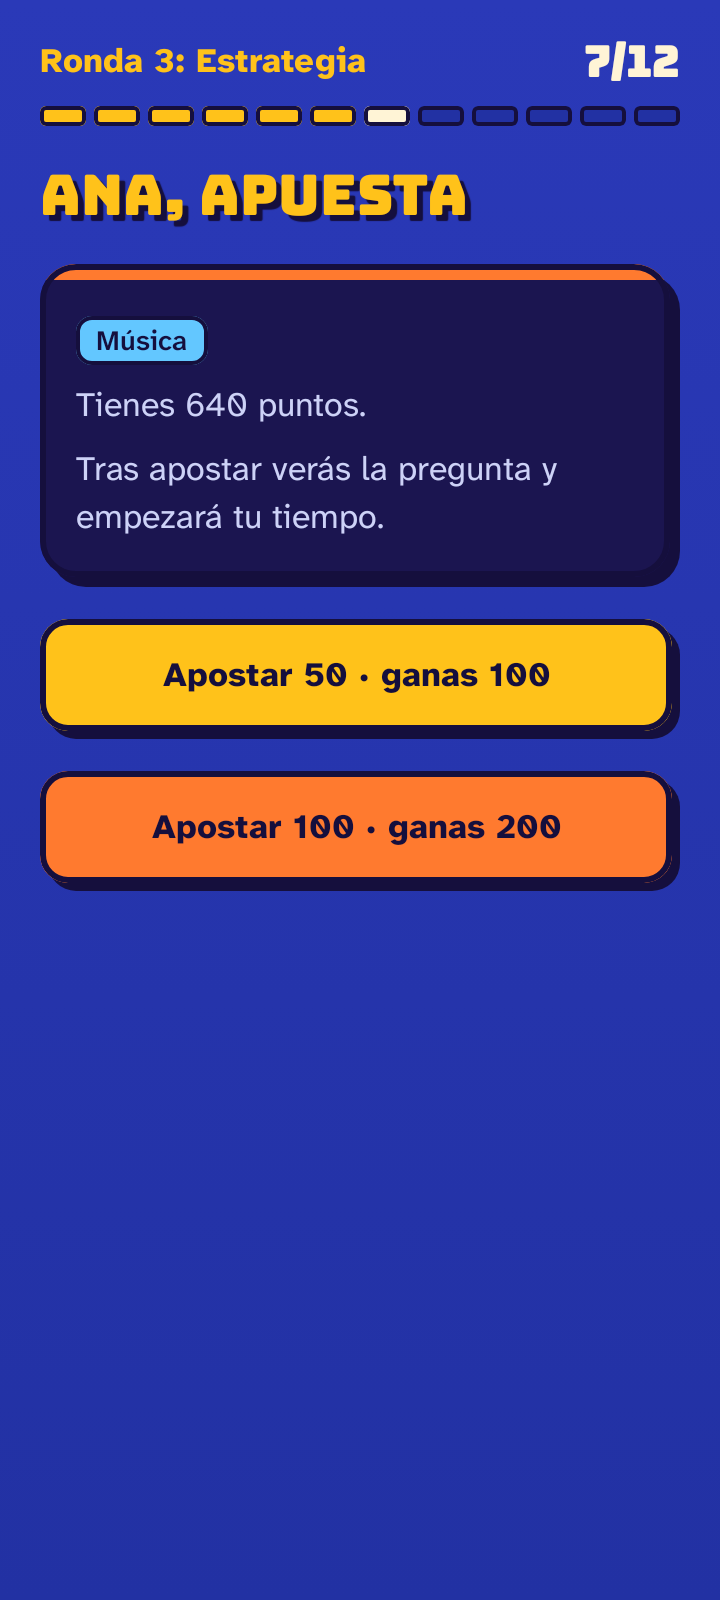 Ronda 3: Estrategia
7/12
ANA, APUESTA
Música
Tienes 640 puntos.
Tras apostar verás la pregunta y
empezará tu tiempo.
Apostar 50 · ganas 100
Apostar 100 · ganas 200